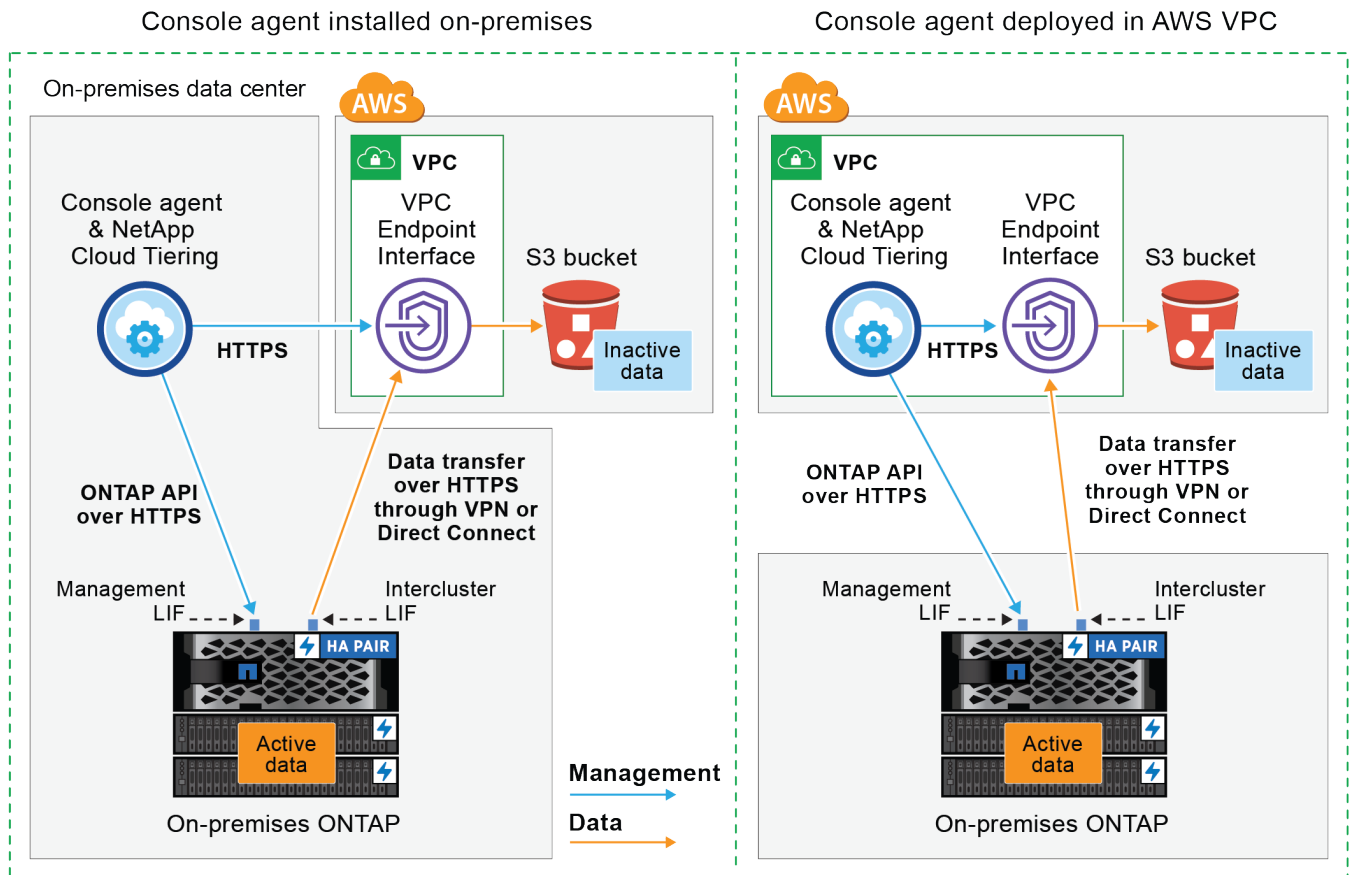 Console agent installed on-premises
On-premises data center
AWS
VPC
Console agent
& NetApp
Cloud Tiering
VPC
Endpoint
Interface
S3 bucket
Inactive
data
HTTPS
ONTAP API
over HTTPS
Data transfer
over HTTPS
through VPN or
Direct Connect
Management
LIF
Intercluster
LIF
HA PAIR
Active
data
On-premises ONTAP
Management
Data
Console agent deployed in AWS VPC
AWS
VPC
Console agent
& NetApp
Cloud Tiering
VPC
Endpoint
Interface
S3 bucket
Inactive
data
HTTPS
ONTAP API
over HTTPS
Data transfer
over HTTPS
through VPN or
Direct Connect
Management
LIF
Intercluster
LIF
HA PAIR
Active
data
On-premises ONTAP